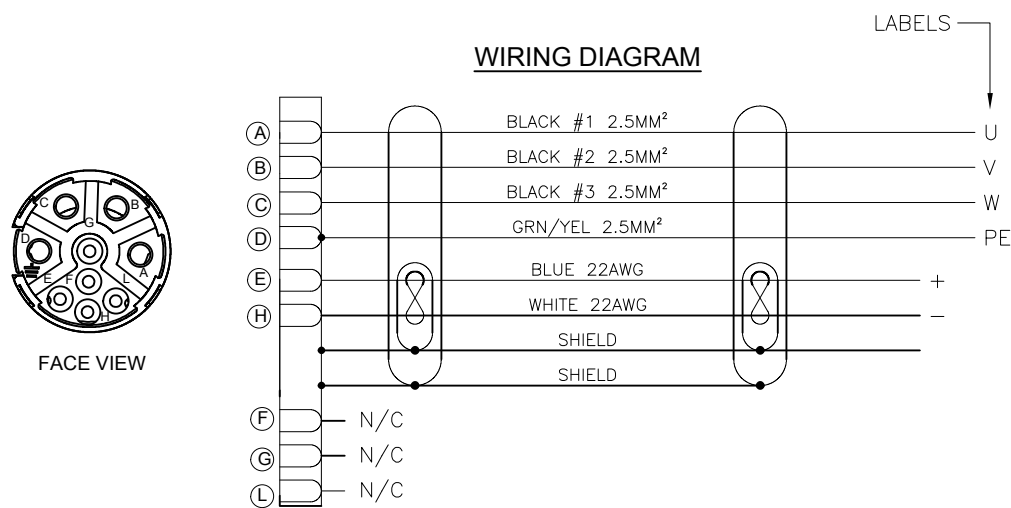 LABELS
WIRING DIAGRAM
A BLACK #1 2.5MM² U
B BLACK #2 2.5MM² V
C BLACK #3 2.5MM² W
D GRN/YEL 2.5MM² PE
E BLUE 22AWG +
H WHITE 22AWG −
SHIELD
SHIELD
F N/C
G N/C
L N/C
C B
G
D
A
E F L
H
FACE VIEW